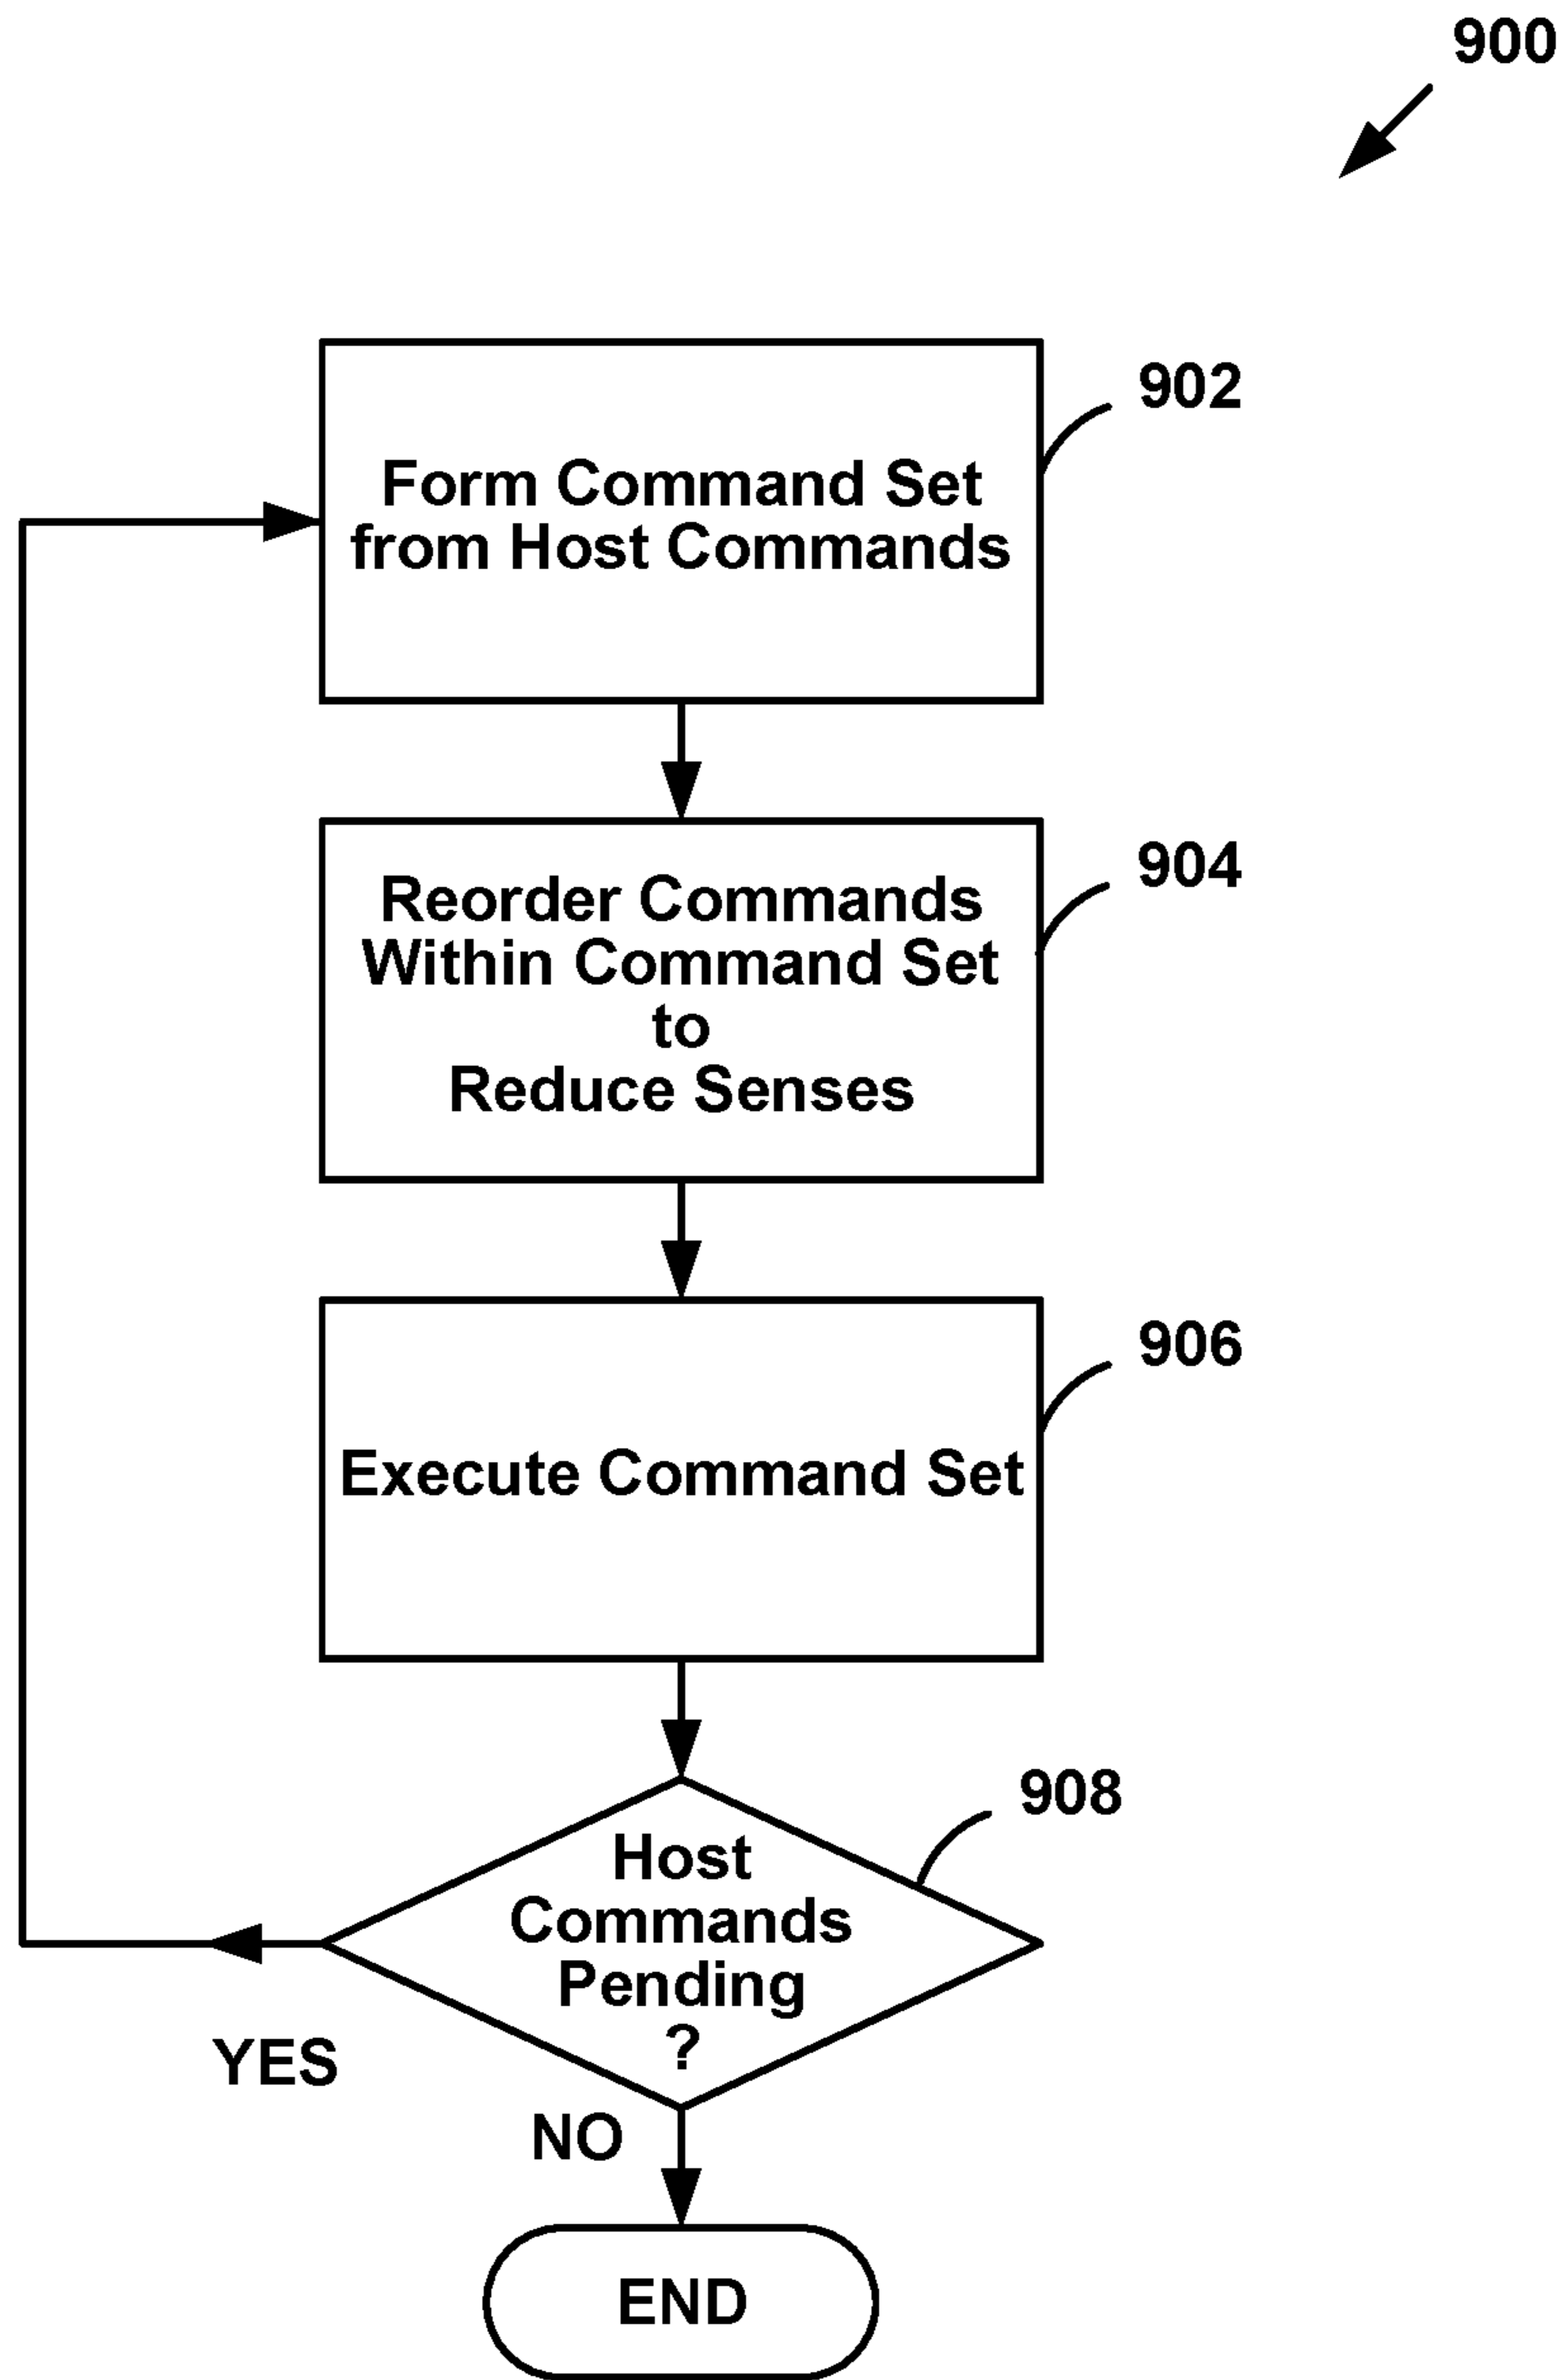 900
902
Form Command Set
from Host Commands
904
Reorder Commands
Within Command Set
to
Reduce Senses
906
Execute Command Set
908
Host
Commands
Pending
?
YES
NO
END